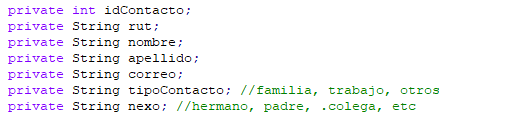 private int idContacto;
private String rut;
private String nombre;
private String apellido;
private String correo;
private String tipoContacto; //familia, trabajo, otros
private String nexo; //hermano, padre, .colega, etc